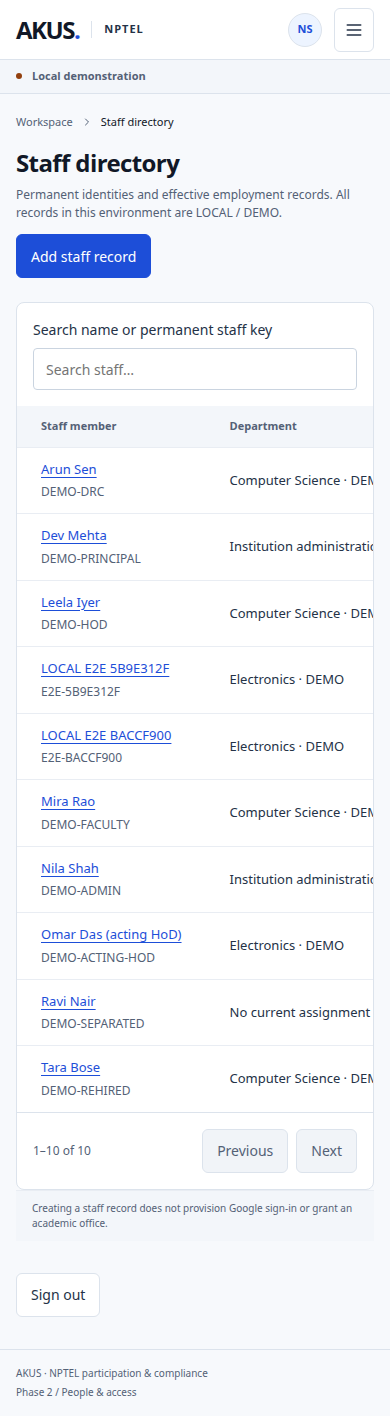 AKUS. NPTEL NS
Local demonstration
Workspace > Staff directory
Staff directory
Permanent identities and effective employment records. All
records in this environment are LOCAL / DEMO.
Add staff record
Search name or permanent staff key
Search staff...
Staff member Department
Arun Sen
DEMO-DRC
Computer Science · DEM
Dev Mehta
DEMO-PRINCIPAL
Institution administratio
Leela Iyer
DEMO-HOD
Computer Science · DEM
LOCAL E2E 5B9E312F
E2E-5B9E312F
Electronics · DEMO
LOCAL E2E BACCF900
E2E-BACCF900
Electronics · DEMO
Mira Rao
DEMO-FACULTY
Computer Science · DEM
Nila Shah
DEMO-ADMIN
Institution administratio
Omar Das (acting HoD)
DEMO-ACTING-HOD
Electronics · DEMO
Ravi Nair
DEMO-SEPARATED
No current assignment
Tara Bose
DEMO-REHIRED
Computer Science · DEM
1–10 of 10 Previous Next
Creating a staff record does not provision Google sign-in or grant an
academic office.
Sign out
AKUS · NPTEL participation & compliance
Phase 2 / People & access